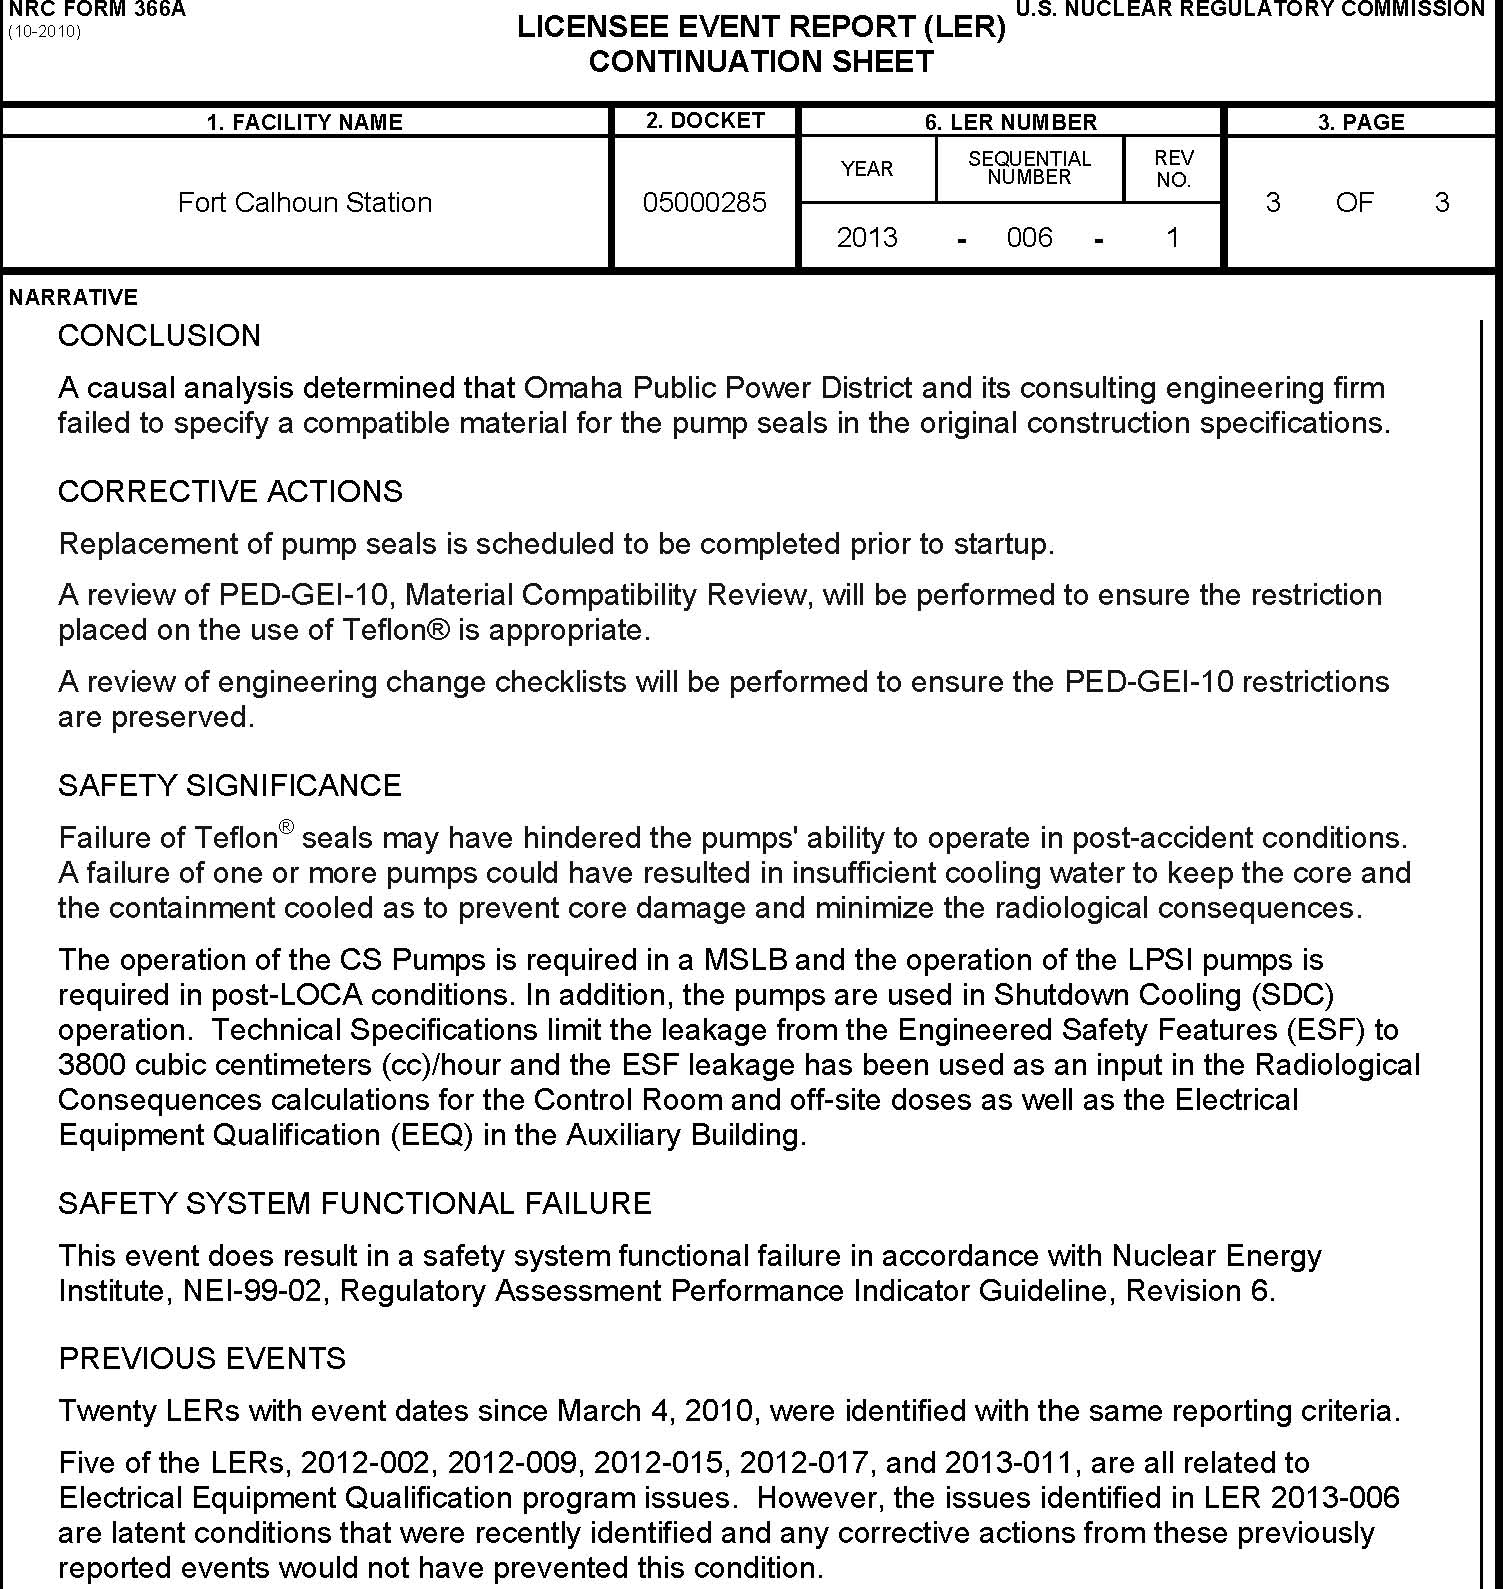 NRC FORM 366A
(10-2010)
LICENSEE EVENT REPORT (LER)
U.S. NUCLEAR REGULATORY COMMISSION
CONTINUATION SHEET
1. FACILITY NAME
2. DOCKET
6. LER NUMBER
3. PAGE
Fort Calhoun Station
05000285
YEAR
SEQUENTIAL
NUMBER
REV
NO.
2013 - 006 - 1
3 OF 3
NARRATIVE
CONCLUSION
A causal analysis determined that Omaha Public Power District and its consulting engineering firm
failed to specify a compatible material for the pump seals in the original construction specifications.
CORRECTIVE ACTIONS
Replacement of pump seals is scheduled to be completed prior to startup.
A review of PED-GEI-10, Material Compatibility Review, will be performed to ensure the restriction
placed on the use of Teflon® is appropriate.
A review of engineering change checklists will be performed to ensure the PED-GEI-10 restrictions
are preserved.
SAFETY SIGNIFICANCE
Failure of Teflon® seals may have hindered the pumps' ability to operate in post-accident conditions.
A failure of one or more pumps could have resulted in insufficient cooling water to keep the core and
the containment cooled as to prevent core damage and minimize the radiological consequences.
The operation of the CS Pumps is required in a MSLB and the operation of the LPSI pumps is
required in post-LOCA conditions. In addition, the pumps are used in Shutdown Cooling (SDC)
operation.  Technical Specifications limit the leakage from the Engineered Safety Features (ESF) to
3800 cubic centimeters (cc)/hour and the ESF leakage has been used as an input in the Radiological
Consequences calculations for the Control Room and off-site doses as well as the Electrical
Equipment Qualification (EEQ) in the Auxiliary Building.
SAFETY SYSTEM FUNCTIONAL FAILURE
This event does result in a safety system functional failure in accordance with Nuclear Energy
Institute, NEI-99-02, Regulatory Assessment Performance Indicator Guideline, Revision 6.
PREVIOUS EVENTS
Twenty LERs with event dates since March 4, 2010, were identified with the same reporting criteria.
Five of the LERs, 2012-002, 2012-009, 2012-015, 2012-017, and 2013-011, are all related to
Electrical Equipment Qualification program issues.  However, the issues identified in LER 2013-006
are latent conditions that were recently identified and any corrective actions from these previously
reported events would not have prevented this condition.